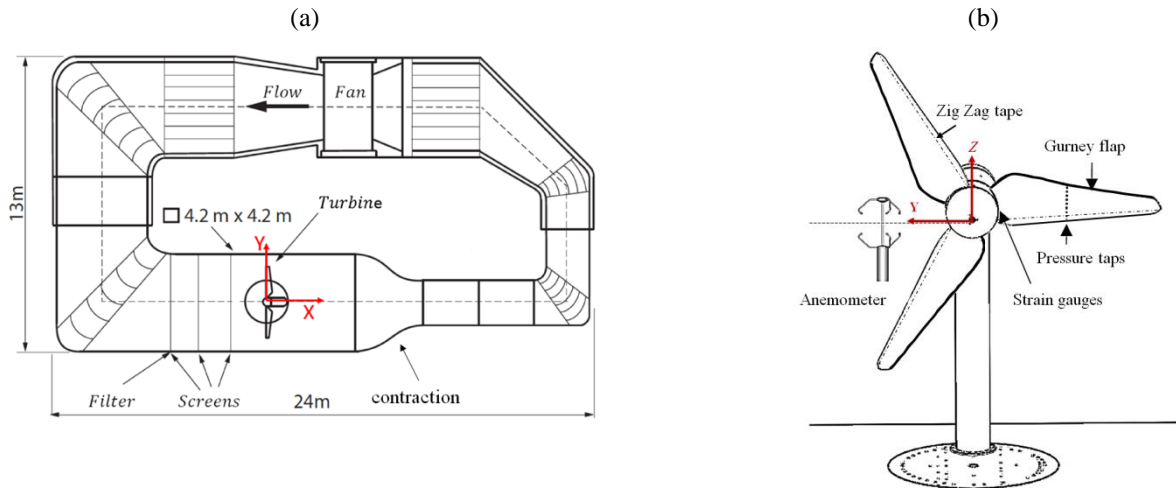 (a)
(b)
Flow
Fan
13m
4.2 m x 4.2 m
Turbine
Y
X
Filter
Screens
24m
contraction
Zig Zag tape
Z
Gurney flap
Y
Pressure taps
Anemometer
Strain gauges